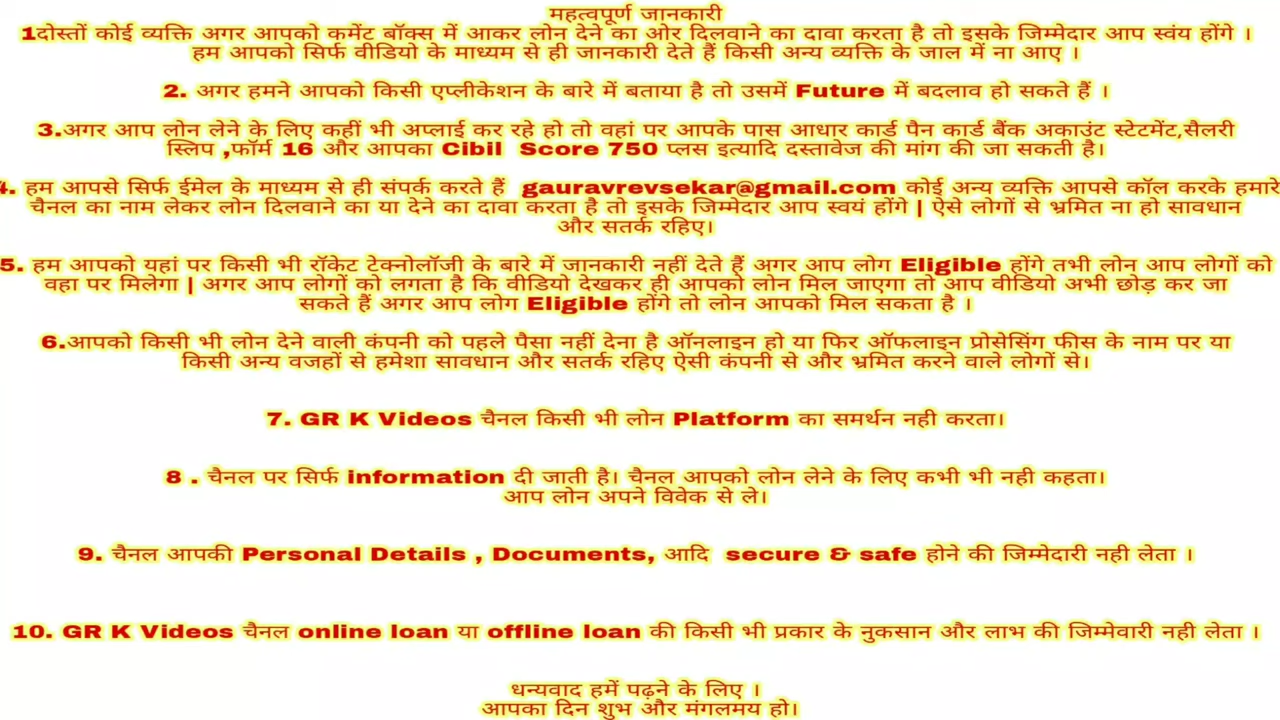 महत्वपूर्ण जानकारी
1दोस्तों कोई व्यक्ति अगर आपको कमेंट बॉक्स में आकर लोन देने का ओर दिलवाने का दावा करता है तो इसके जिम्मेदार आप स्वंय होंगे ।
हम आपको सिर्फ वीडियो के माध्यम से ही जानकारी देते हैं किसी अन्य व्यक्ति के जाल में ना आए ।
2. अगर हमने आपको किसी एप्लीकेशन के बारे में बताया है तो उसमें Future में बदलाव हो सकते हैं ।
3.अगर आप लोन लेने के लिए कहीं भी अप्लाई कर रहे हो तो वहां पर आपके पास आधार कार्ड पैन कार्ड बैंक अकाउंट स्टेटमेंट,सैलरी
स्लिप ,फॉर्म 16 और आपका Cibil Score 750 प्लस इत्यादि दस्तावेज की मांग की जा सकती है।
4. हम आपसे सिर्फ ईमेल के माध्यम से ही संपर्क करते हैं gauravrevsekar@gmail.com कोई अन्य व्यक्ति आपसे कॉल करके हमारे
चैनल का नाम लेकर लोन दिलवाने का या देने का दावा करता है तो इसके जिम्मेदार आप स्वयं होंगे | ऐसे लोगों से भ्रमित ना हो सावधान
और सतर्क रहिए।
5. हम आपको यहां पर किसी भी रॉकेट टेक्नोलॉजी के बारे में जानकारी नहीं देते हैं अगर आप लोग Eligible होंगे तभी लोन आप लोगों को
वहा पर मिलेगा | अगर आप लोगों को लगता है कि वीडियो देखकर ही आपको लोन मिल जाएगा तो आप वीडियो अभी छोड़ कर जा
सकते हैं अगर आप लोग Eligible होंगे तो लोन आपको मिल सकता है ।
6.आपको किसी भी लोन देने वाली कंपनी को पहले पैसा नहीं देना है ऑनलाइन हो या फिर ऑफलाइन प्रोसेसिंग फीस के नाम पर या
किसी अन्य वजहों से हमेशा सावधान और सतर्क रहिए ऐसी कंपनी से और भ्रमित करने वाले लोगों से।
7. GR K Videos चैनल किसी भी लोन Platform का समर्थन नही करता।
8 . चैनल पर सिर्फ information दी जाती है। चैनल आपको लोन लेने के लिए कभी भी नही कहता।
आप लोन अपने विवेक से ले।
9. चैनल आपकी Personal Details , Documents, आदि secure & safe होने की जिम्मेदारी नही लेता ।
10. GR K Videos चैनल online loan या offline loan की किसी भी प्रकार के नुकसान और लाभ की जिम्मेवारी नही लेता ।
धन्यवाद हमें पढ़ने के लिए ।
आपका दिन शुभ और मंगलमय हो।